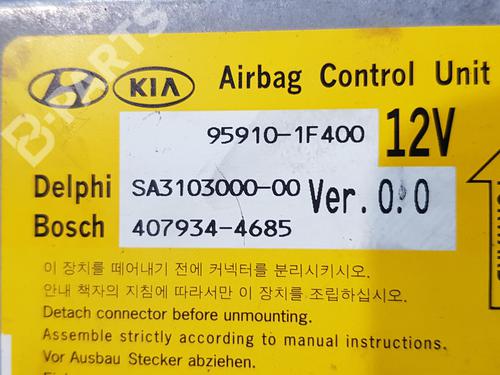 B-PARTS
KIA Airbag Control Unit
95910-1F400 12V
Delphi SA3103000-00 Ver. 0.0
Bosch 407934-4685
이 장치를 떼어내기 전에 커넥터를 분리시키시오.
안내 책자의 지침에 따라서만 이 장치를 조립하십시오.
Detach connector before unmounting.
Assemble strictly according to manual instructions.
Vor Ausbau Stecker abziehen.